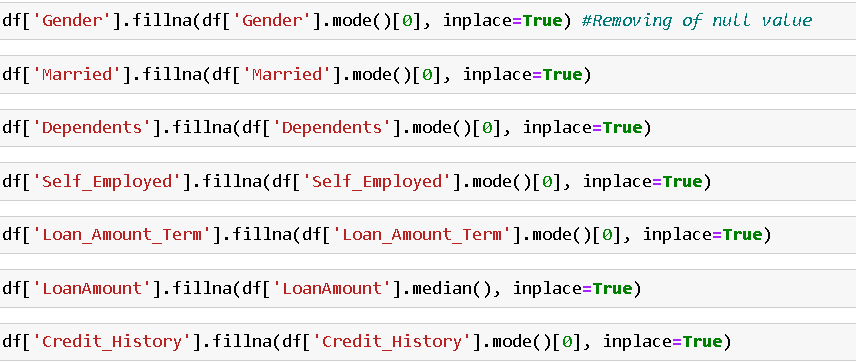 df['Gender'].fillna(df['Gender'].mode()[0], inplace=True) #Removing of null value
df['Married'].fillna(df['Married'].mode()[0], inplace=True)
df['Dependents'].fillna(df['Dependents'].mode()[0], inplace=True)
df['Self_Employed'].fillna(df['Self_Employed'].mode()[0], inplace=True)
df['Loan_Amount_Term'].fillna(df['Loan_Amount_Term'].mode()[0], inplace=True)
df['LoanAmount'].fillna(df['LoanAmount'].median(), inplace=True)
df['Credit_History'].fillna(df['Credit_History'].mode()[0], inplace=True)